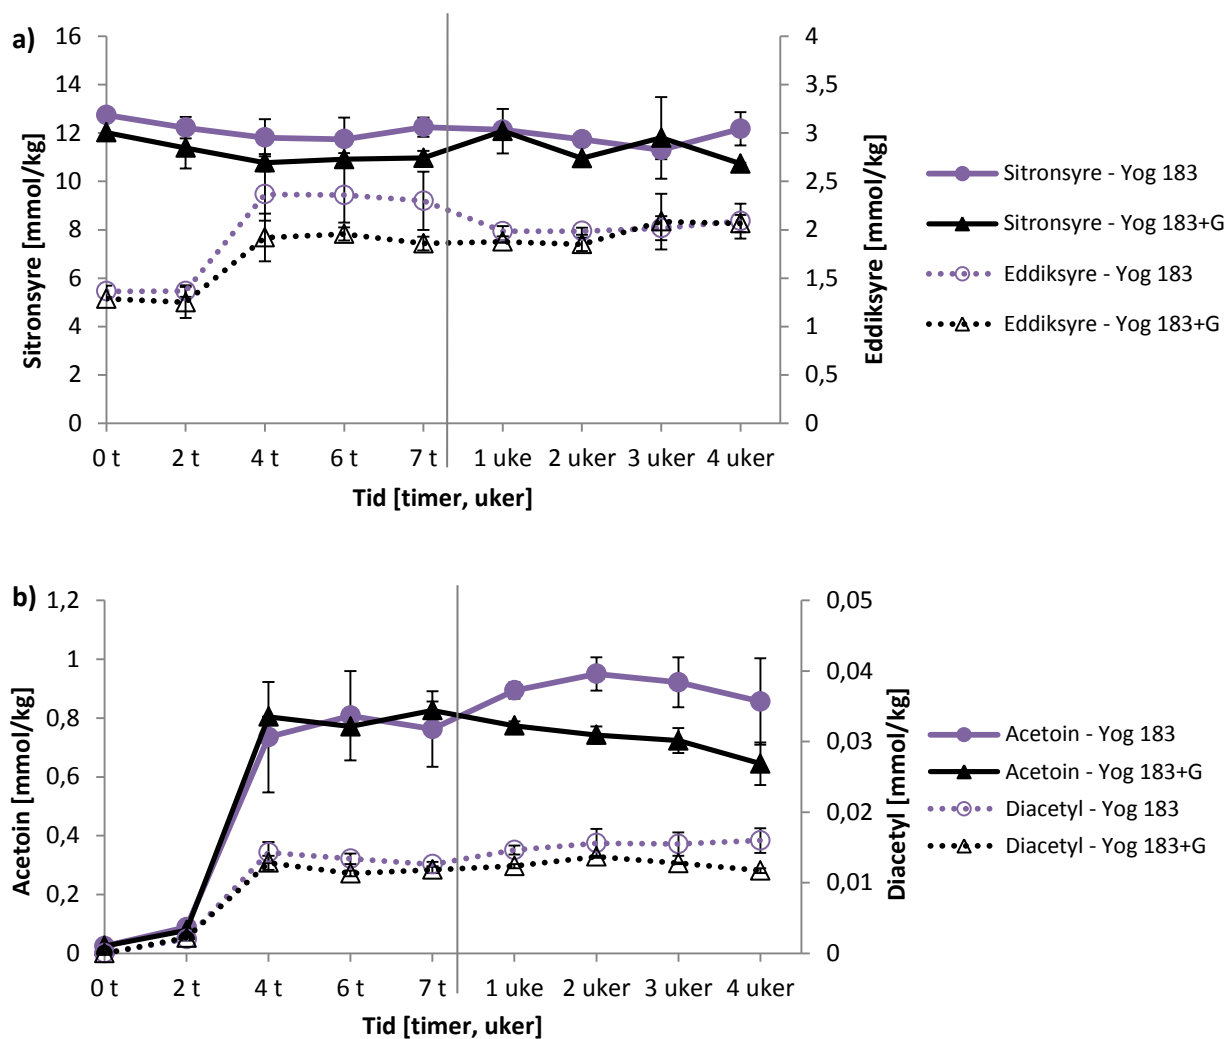 a)
Sitronsyre [mmol/kg]
16
14
12
10
8
6
4
2
0
4
3,5
3
2,5
2
1,5
1
0,5
0
Eddiksyre [mmol/kg]
0 t 2 t 4 t 6 t 7 t 1 uke 2 uker 3 uker 4 uker
Tid [timer, uker]
Sitronsyre - Yog 183
Sitronsyre - Yog 183+G
Eddiksyre - Yog 183
Eddiksyre - Yog 183+G
b)
Acetoin [mmol/kg]
1,2
1
0,8
0,6
0,4
0,2
0
0,05
0,04
0,03
0,02
0,01
0
Diacetyl [mmol/kg]
0 t 2 t 4 t 6 t 7 t 1 uke 2 uker 3 uker 4 uker
Tid [timer, uker]
Acetoin - Yog 183
Acetoin - Yog 183+G
Diacetyl - Yog 183
Diacetyl - Yog 183+G